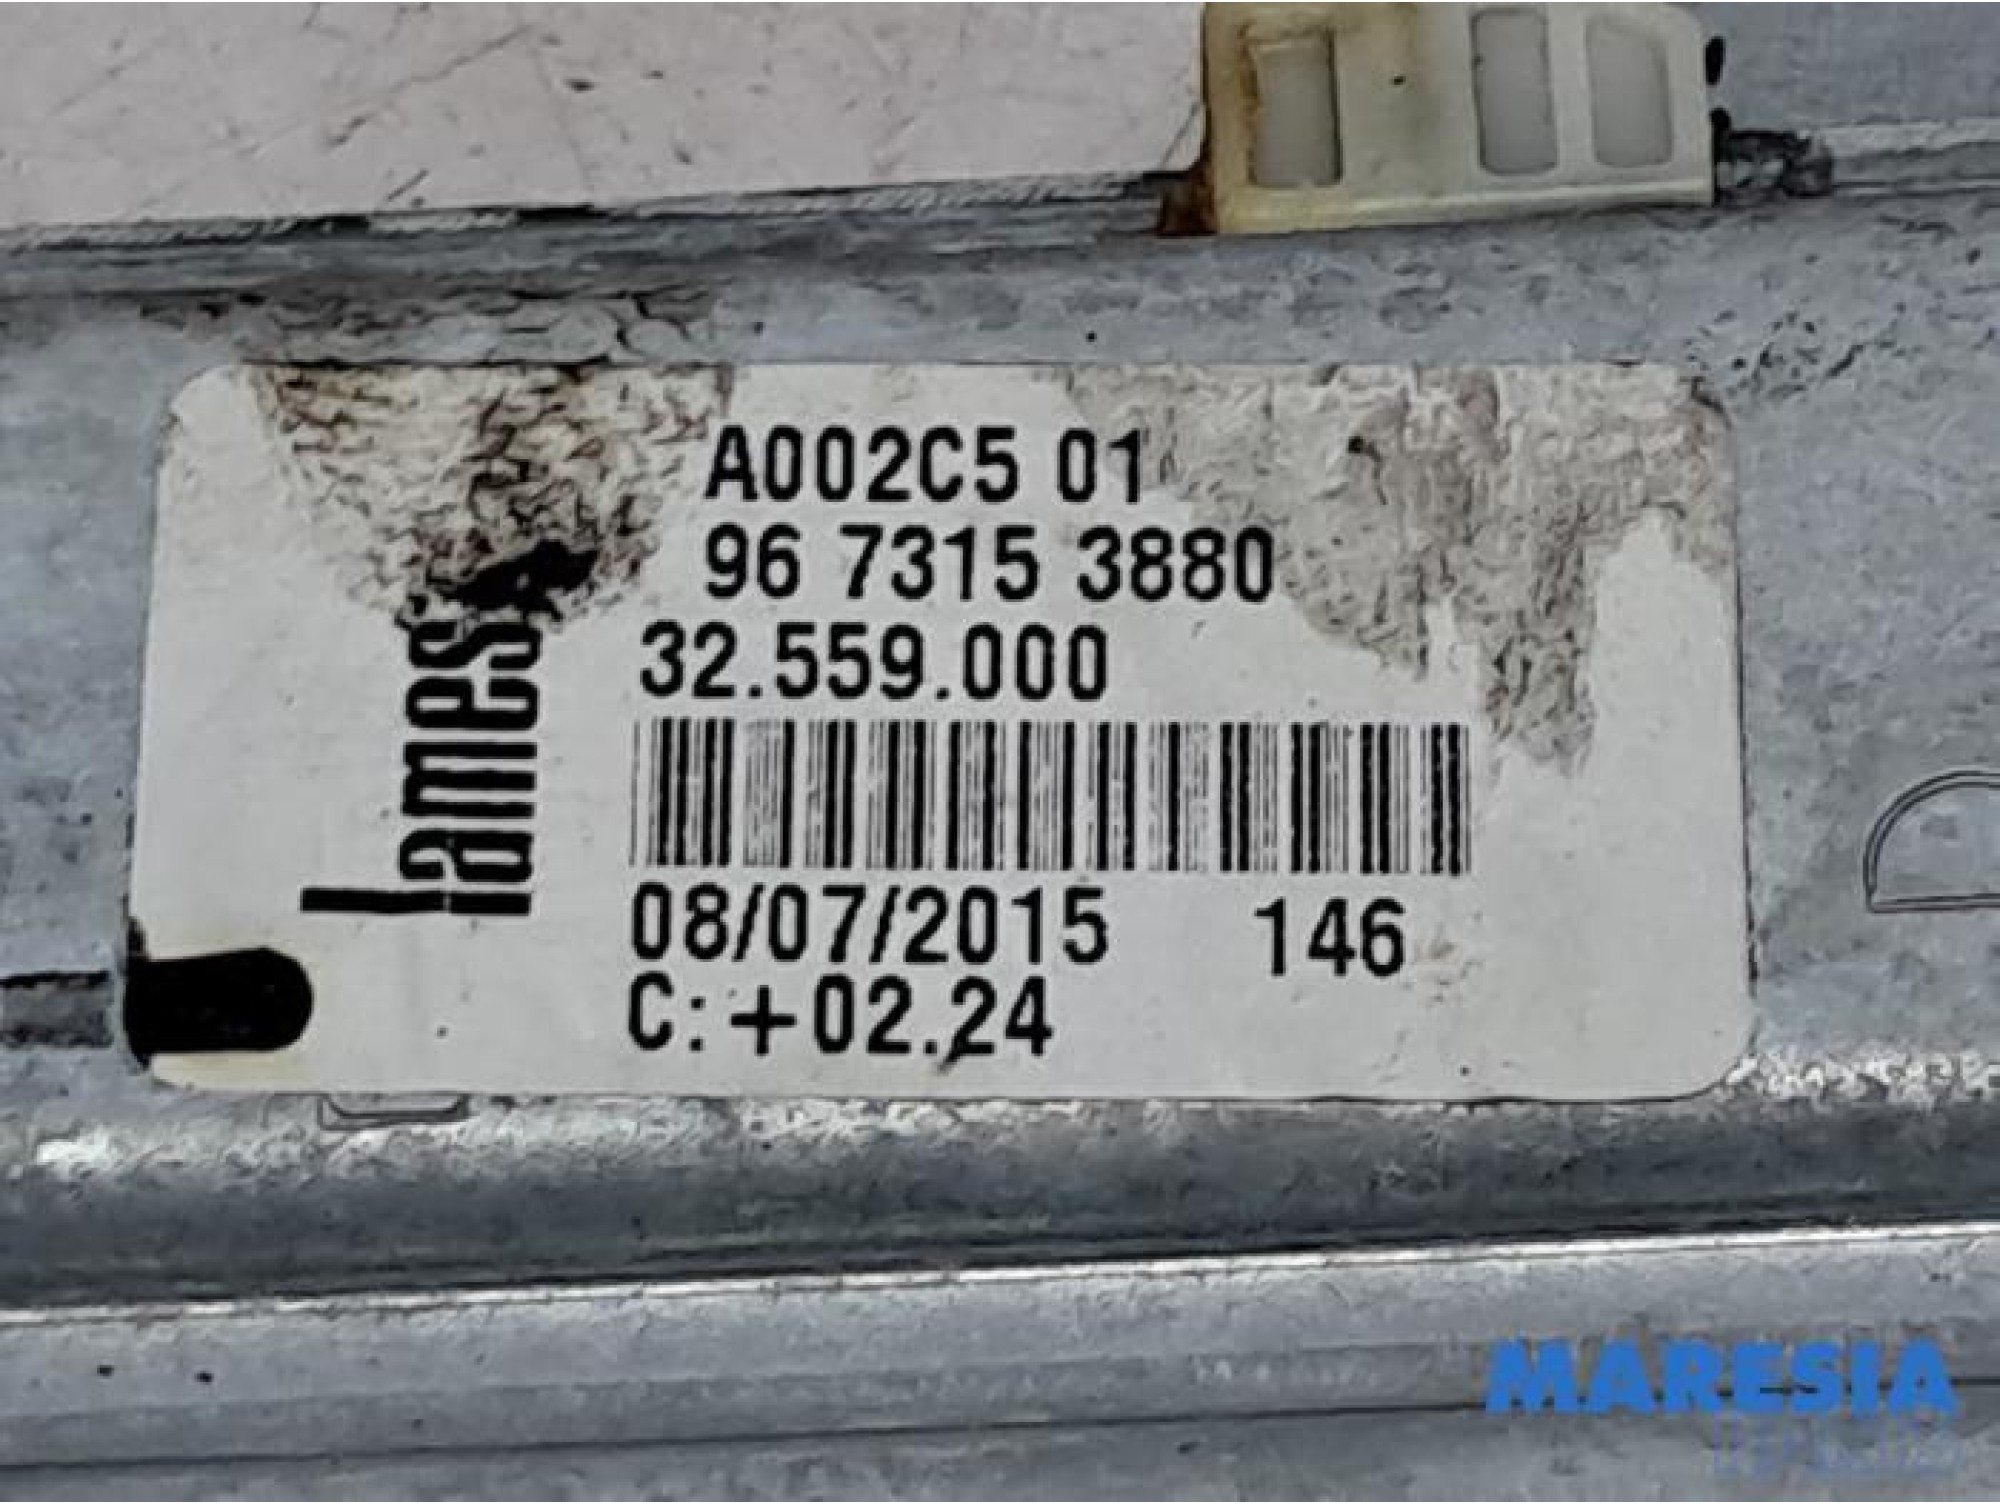 A002C5 01
96 7315 3880
32.559.000
lames
08/07/2015 146
C:+02.24
MARESIA